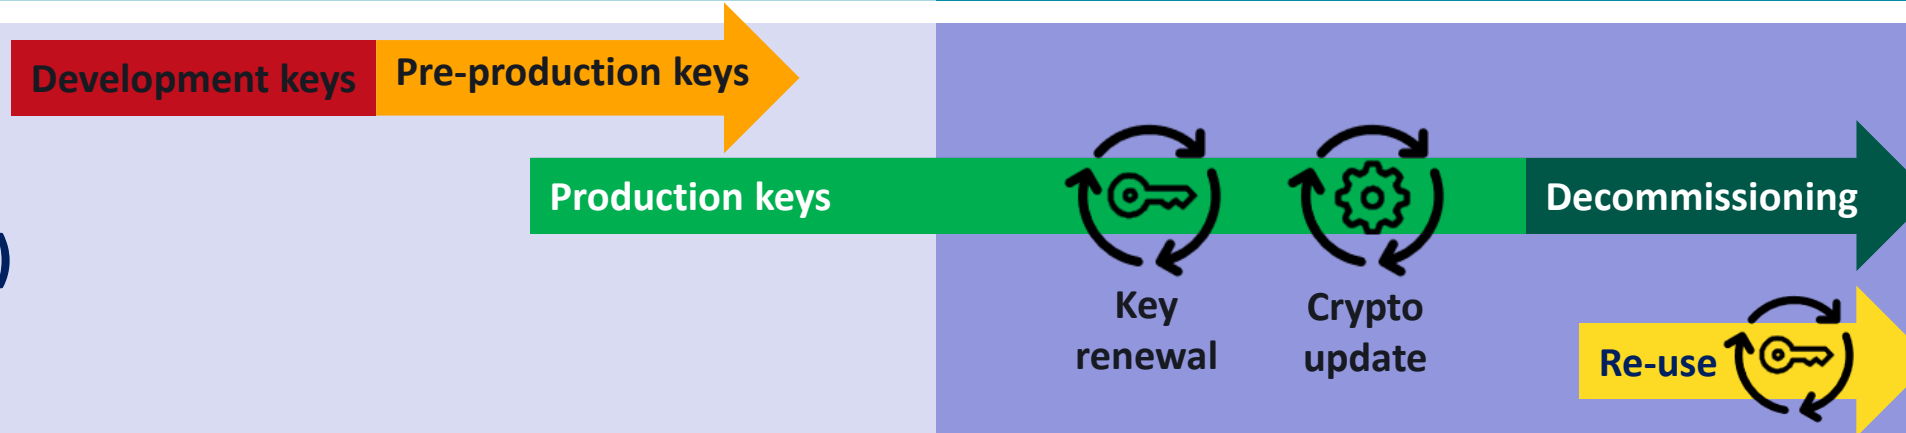 Development keys
Pre-production keys
Production keys
Decommissioning
)
Key
renewal
Crypto
update
Re-use